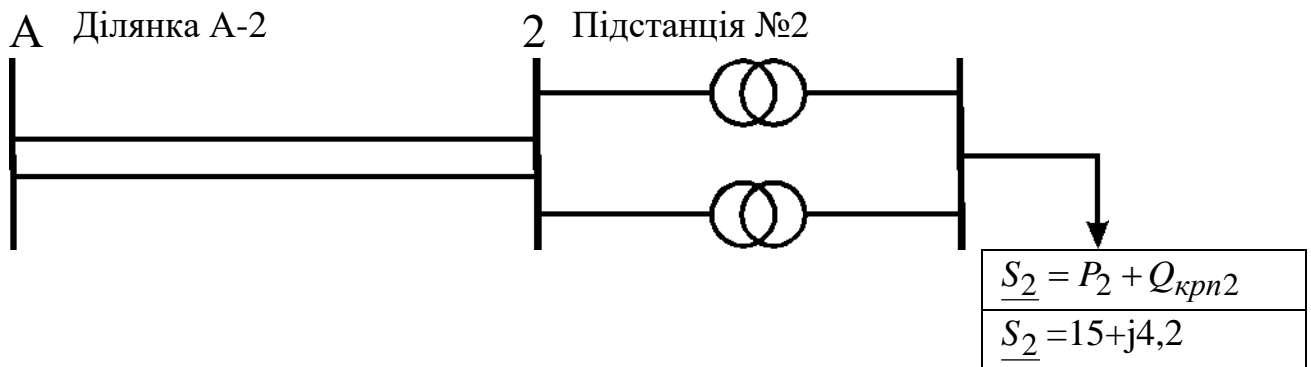 А Ділянка А-2 2 Підстанція №2
S2 = P2 + Qкрп2
S2 =15+j4,2